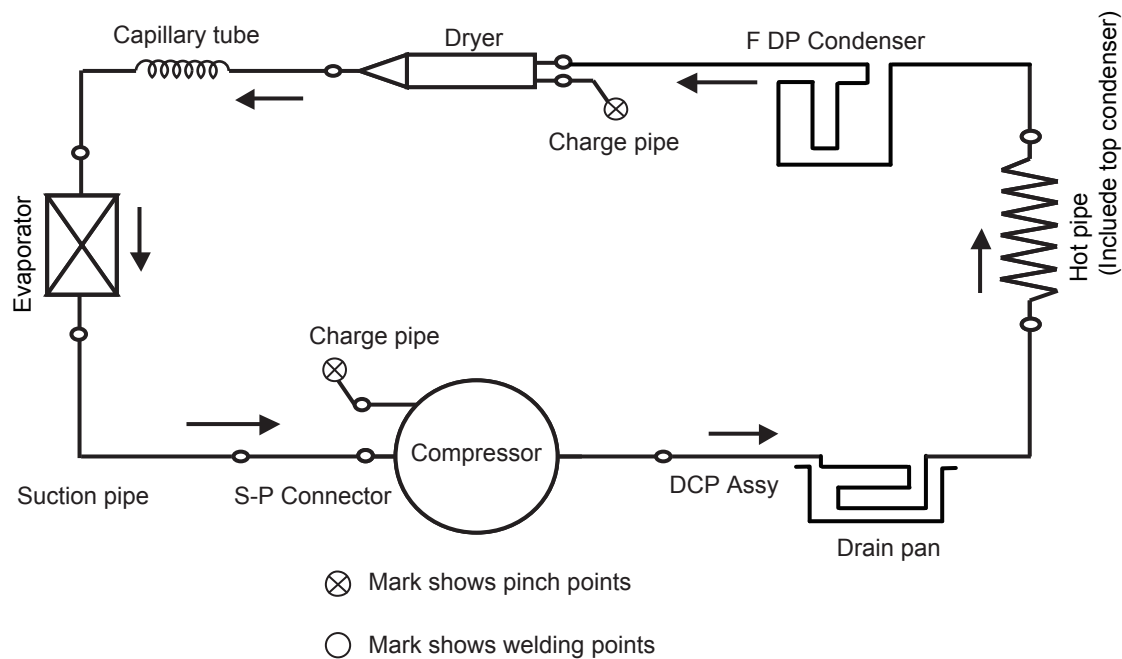 Capillary tube
Dryer
F DP Condenser
Charge pipe
Hot pipe
(Incluede top condenser)
Evaporator
Charge pipe
Compressor
Suction pipe
S-P Connector
DCP Assy
Drain pan
Mark shows pinch points
Mark shows welding points